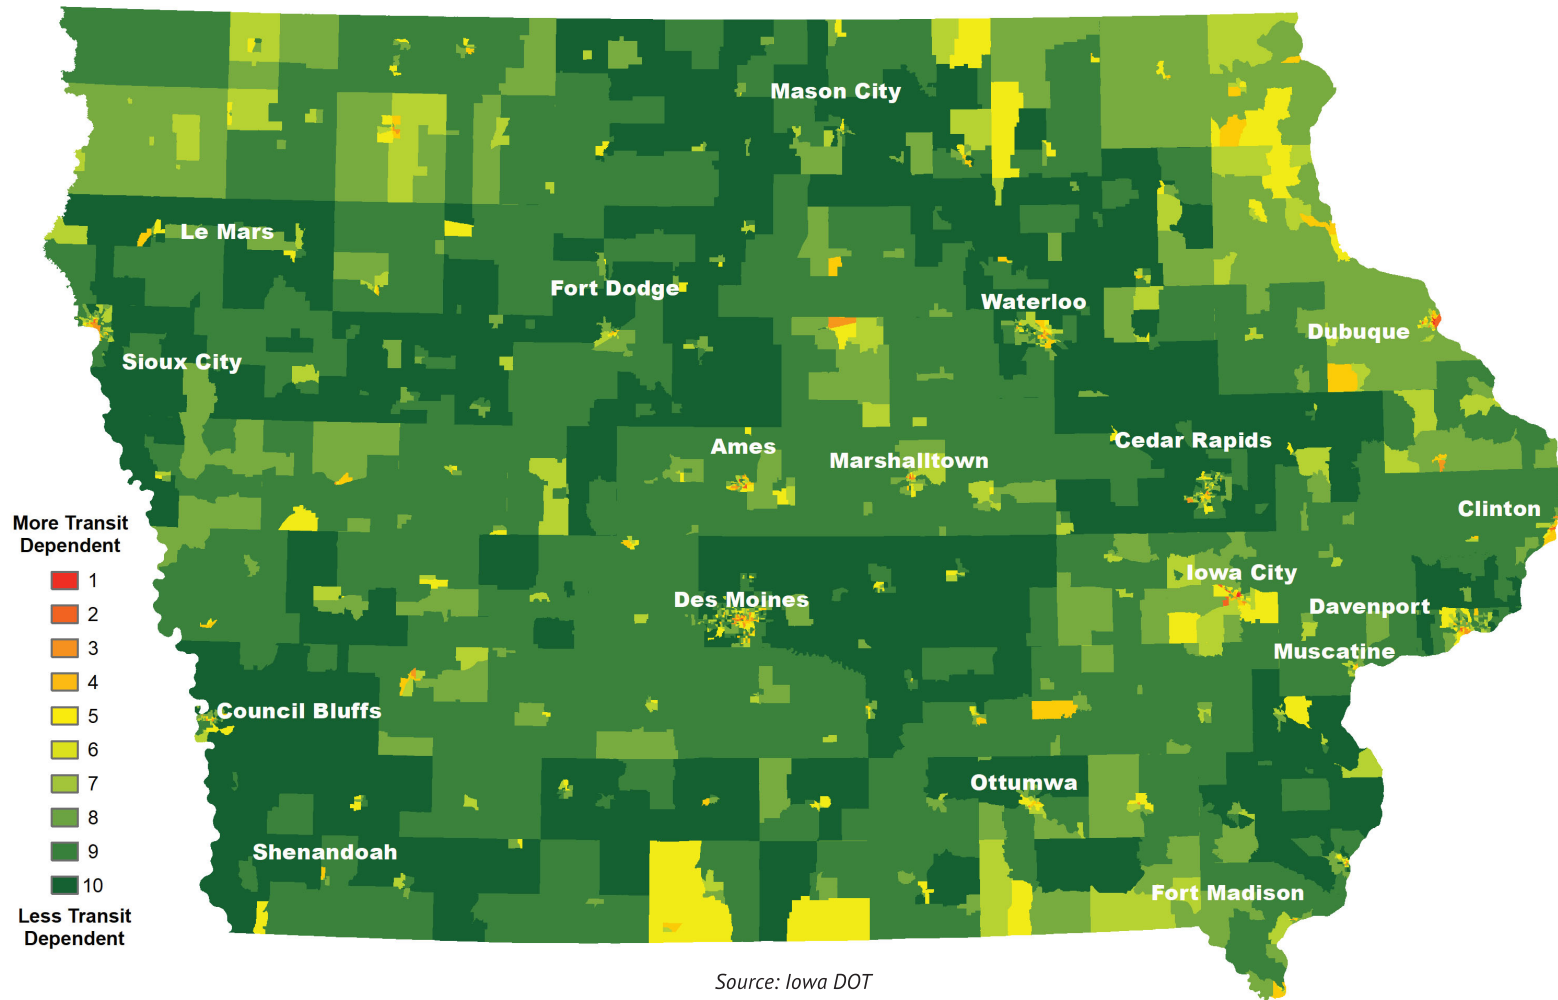 Mason City
Le Mars
Fort Dodge
Waterloo
Dubuque
Sioux City
Ames
Cedar Rapids
Marshalltown
Clinton
More Transit
Dependent
1
2
3
4
5
6
7
8
9
10
Less Transit
Dependent
Iowa City
Des Moines
Davenport
Muscatine
Council Bluffs
Ottumwa
Shenandoah
Fort Madison
Source: Iowa DOT